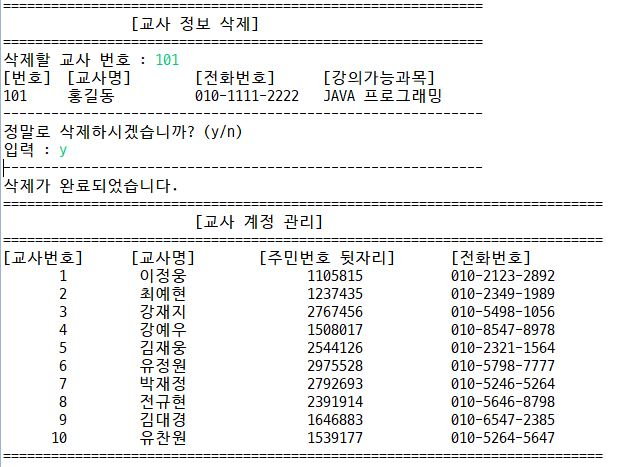 ============================================================
[교사 정보 삭제]
============================================================
삭제할 교사 번호 : 101
[번호] [교사명] [전화번호] [강의가능과목]
101 홍길동 010-1111-2222 JAVA 프로그래밍
------------------------------------------------------------
정말로 삭제하시겠습니까? (y/n)
입력 : y
------------------------------------------------------------
삭제가 완료되었습니다.
===========================================================================
[교사 계정 관리]
===========================================================================
[교사번호] [교사명] [주민번호 뒷자리] [전화번호]
1 이정웅 1105815 010-2123-2892
2 최예현 1237435 010-2349-1989
3 강재지 2767456 010-5498-1056
4 강예우 1508017 010-8547-8978
5 김재웅 2544126 010-2321-1564
6 유정원 2975528 010-5798-7777
7 박재정 2792693 010-5246-5264
8 전규현 2391914 010-5646-8798
9 김대경 1646883 010-6547-2385
10 유찬원 1539177 010-5264-5647
===========================================================================